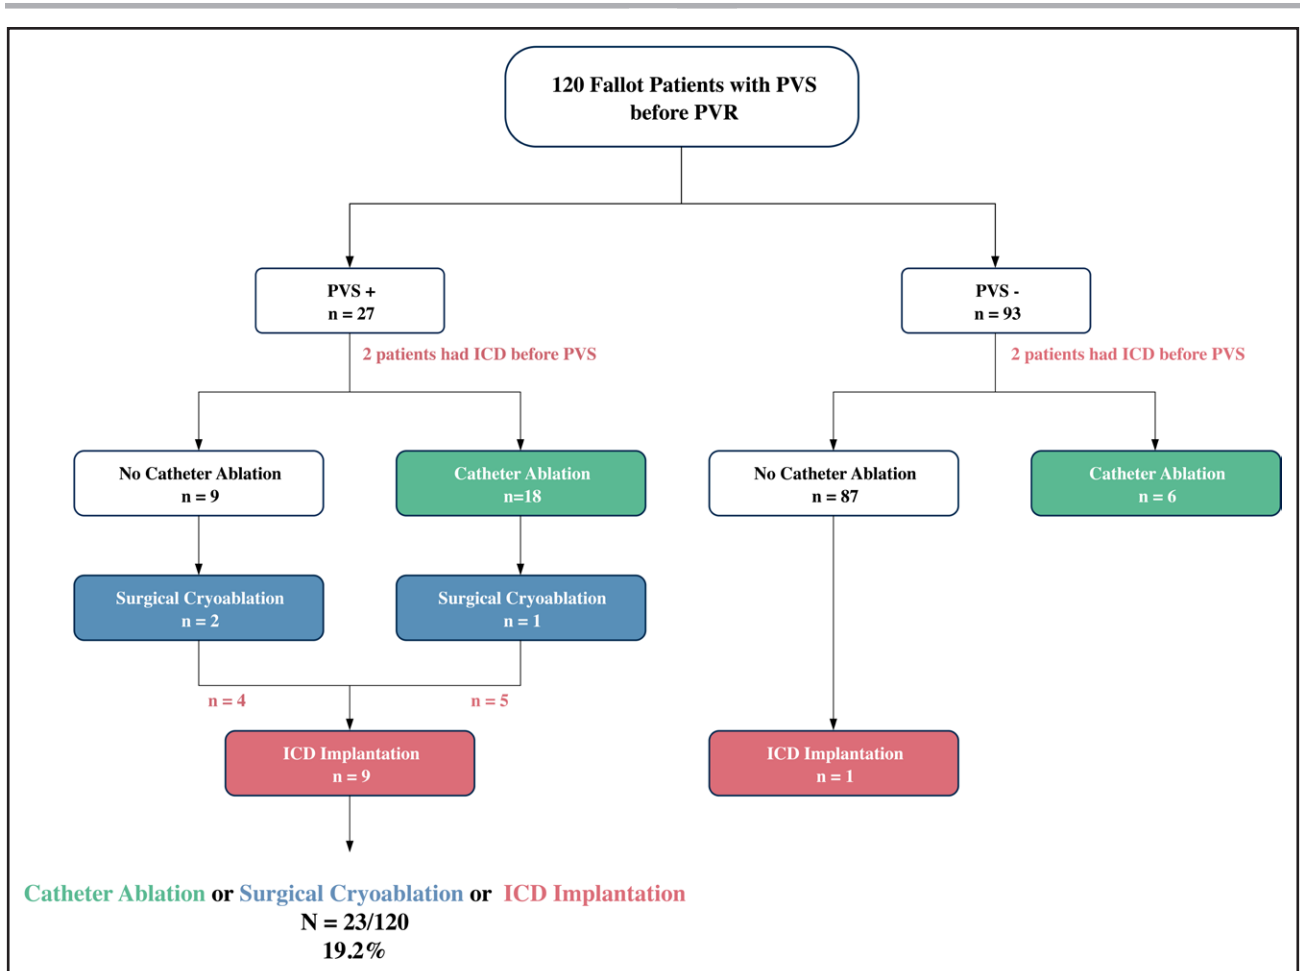 120 Fallot Patients with PVS
before PVR
PVS +
n = 27
PVS -
n = 93
2 patients had ICD before PVS
2 patients had ICD before PVS
No Catheter Ablation
n = 9
Catheter Ablation
n=18
No Catheter Ablation
n = 87
Catheter Ablation
n = 6
Surgical Cryoablation
n = 2
Surgical Cryoablation
n = 1
n = 4
n = 5
ICD Implantation
n = 9
ICD Implantation
n = 1
Catheter Ablation or Surgical Cryoablation or ICD Implantation
N = 23/120
19.2%